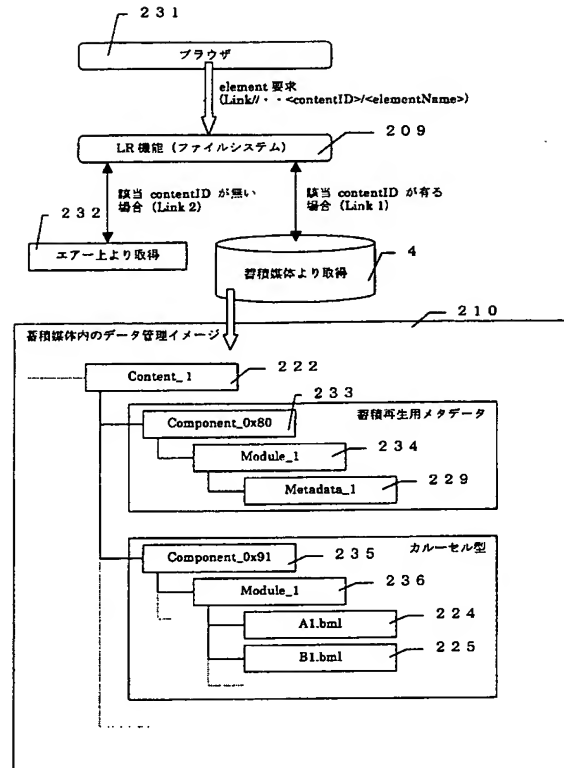 ２３１
ブラウザ
element 要求
(Link//・・<contentID>/<elementName>)
２０９
LR 機能（ファイルシステム）
該当 contentID が無い
場合（Link 2）
該当 contentID が有る
場合（Link 1）
２３２
エアー上より取得
４
蓄積媒体より取得
２１０
蓄積媒体内のデータ管理イメージ
Content_1
２２２
２３３
蓄積再生用メタデータ
Component_0x80
Module_1
２３４
Metadata_1
２２９
Component_0x91
２３５
カルーセル型
Module_1
２３６
A1.bml
２２４
B1.bml
２２５